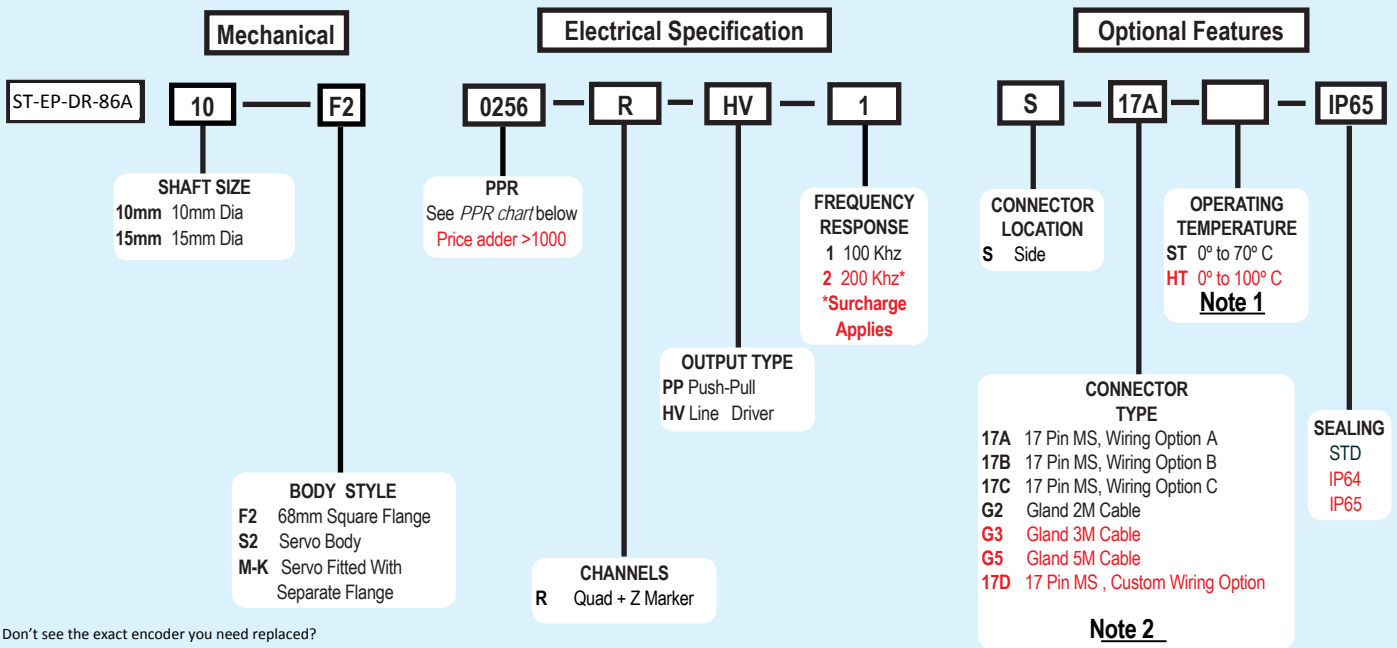 Mechanical
Electrical Specification
Optional Features
ST-EP-DR-86A
10
F2
0256
R
HV
1
S
17A
IP65
SHAFT SIZE
10mm 10mm Dia
15mm 15mm Dia
PPR
See PPR chart below
Price adder >1000
FREQUENCY
RESPONSE
1 100 Khz
2 200 Khz*
*Surcharge
Applies
CONNECTOR
LOCATION
S Side
OPERATING
TEMPERATURE
ST 0º to 70º C
HT 0º to 100º C
Note 1
OUTPUT TYPE
PP Push-Pull
HV Line Driver
CONNECTOR
TYPE
17A 17 Pin MS, Wiring Option A
17B 17 Pin MS, Wiring Option B
17C 17 Pin MS, Wiring Option C
G2 Gland 2M Cable
G3 Gland 3M Cable
G5 Gland 5M Cable
17D 17 Pin MS , Custom Wiring Option
Note 2
SEALING
STD
IP64
IP65
BODY STYLE
F2 68mm Square Flange
S2 Servo Body
M-K Servo Fitted With
Separate Flange
CHANNELS
R Quad + Z Marker
Don't see the exact encoder you need replaced?